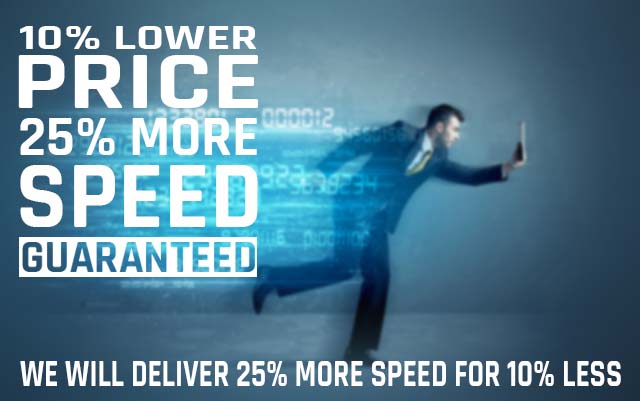 10% LOWER
PRICE
25% MORE
SPEED
GUARANTEED
WE WILL DELIVER 25% MORE SPEED FOR 10% LESS